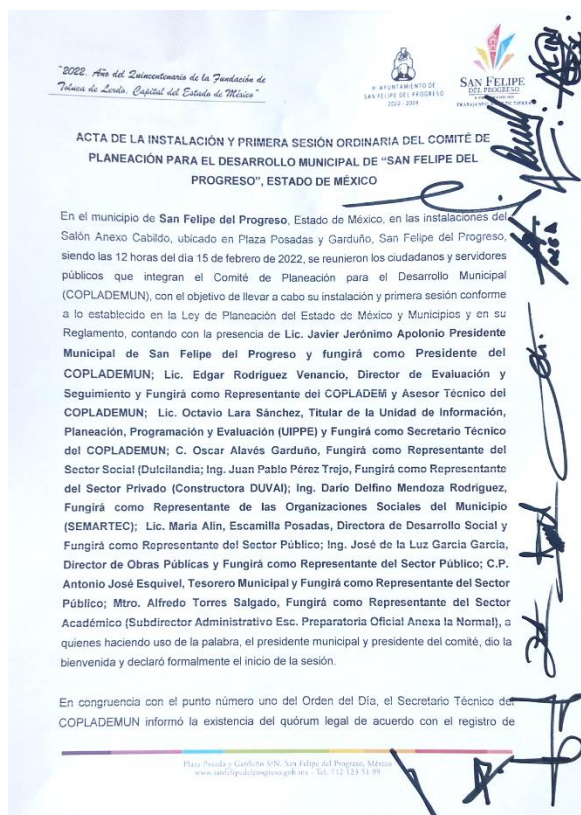 "2022. Año del Quincentenario de la Fundación de
Toluca de Lerdo, Capital del Estado de México"
H. AYUNTAMIENTO DE
SAN FELIPE DEL PROGRESO
2022 - 2024
SAN FELIPE
DEL PROGRESO
ACTA DE LA INSTALACIÓN Y PRIMERA SESIÓN ORDINARIA DEL COMITÉ DE
PLANEACIÓN PARA EL DESARROLLO MUNICIPAL DE "SAN FELIPE DEL
PROGRESO", ESTADO DE MÉXICO
En el municipio de San Felipe del Progreso, Estado de México, en las instalaciones del
Salón Anexo Cabildo, ubicado en Plaza Posadas y Garduño, San Felipe del Progreso,
siendo las 12 horas del día 15 de febrero de 2022, se reunieron los ciudadanos y servidores
públicos que integran el Comité de Planeación para el Desarrollo Municipal
(COPLADEMUN), con el objetivo de llevar a cabo su instalación y primera sesión conforme
a lo establecido en la Ley de Planeación del Estado de México y Municipios y en su
Reglamento, contando con la presencia de Lic. Javier Jerónimo Apolonio Presidente
Municipal de San Felipe del Progreso y fungirá como Presidente del
COPLADEMUN; Lic. Edgar Rodríguez Venancio, Director de Evaluación y
Seguimiento y Fungirá como Representante del COPLADEM y Asesor Técnico del
COPLADEMUN; Lic. Octavio Lara Sánchez, Titular de la Unidad de Información,
Planeación, Programación y Evaluación (UIPPE) y Fungirá como Secretario Técnico
del COPLADEMUN; C. Oscar Alavés Garduño, Fungirá como Representante del
Sector Social (Dulcilandia; Ing. Juan Pablo Pérez Trejo, Fungirá como Representante
del Sector Privado (Constructora DUVAI); Ing. Darío Delfino Mendoza Rodríguez,
Fungirá como Representante de las Organizaciones Sociales del Municipio
(SEMARTEC); Lic. Maria Alin, Escamilla Posadas, Directora de Desarrollo Social y
Fungirá como Representante del Sector Público; Ing. José de la Luz Garcia Garcia,
Director de Obras Públicas y Fungirá como Representante del Sector Público; C.P.
Antonio José Esquivel, Tesorero Municipal y Fungirá como Representante del Sector
Público; Mtro. Alfredo Torres Salgado, Fungirá como Representante del Sector
Académico (Subdirector Administrativo Esc. Preparatoria Oficial Anexa la Normal), a
quienes haciendo uso de la palabra, el presidente municipal y presidente del comité, dio la
bienvenida y declaró formalmente el inicio de la sesión.
En congruencia con el punto número uno del Orden del Día, el Secretario Técnico del
COPLADEMUN informó la existencia del quórum legal de acuerdo con el registro de
Plaza Posada y Garduño S/N. San Felipe del Progreso, México
www.sanfelipedelprogreso.gob.mx - Tel. 712 123 51 99